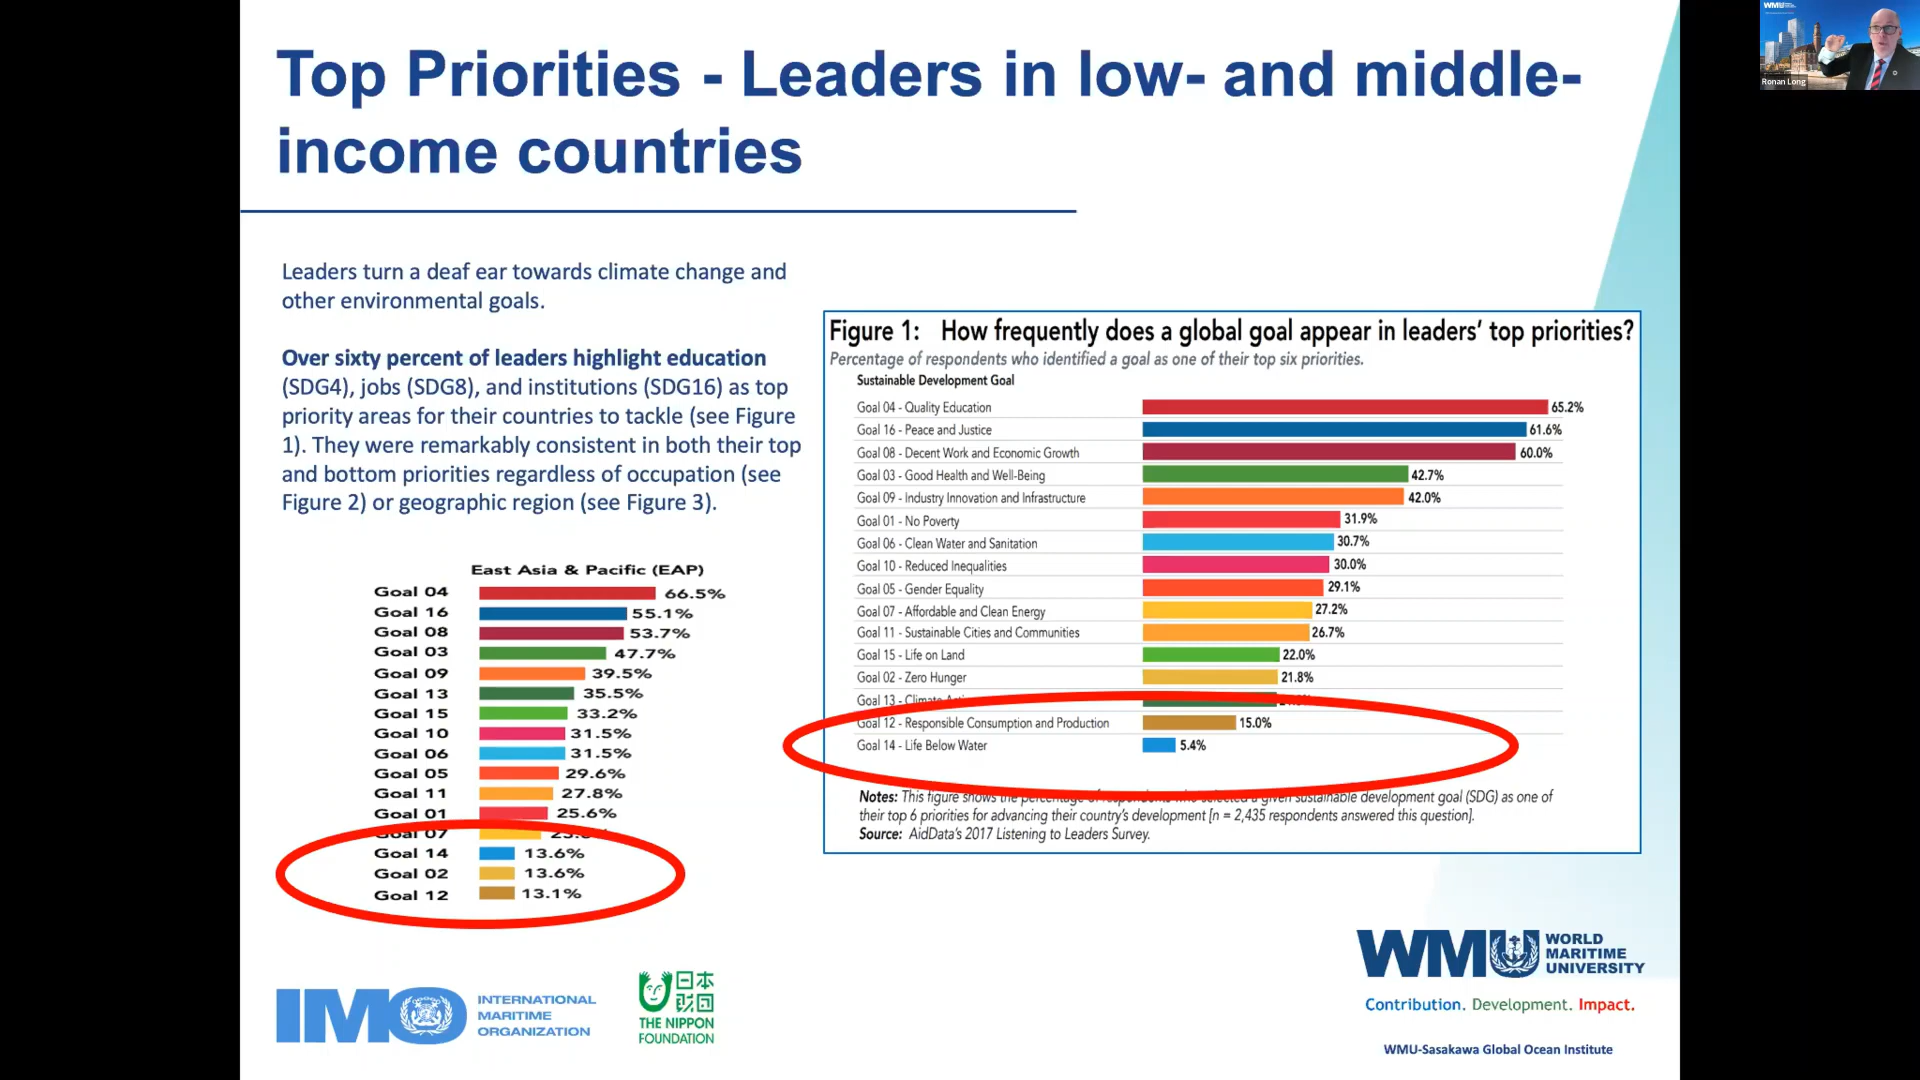 Top Priorities - Leaders in low- and middle-
income countries
WMU
Ronan Long
Leaders turn a deaf ear towards climate change and
other environmental goals.
Over sixty percent of leaders highlight education
(SDG4), jobs (SDG8), and institutions (SDG16) as top
priority areas for their countries to tackle (see Figure
1). They were remarkably consistent in both their top
and bottom priorities regardless of occupation (see
Figure 2) or geographic region (see Figure 3).
East Asia & Pacific (EAP)
Goal 04 66.5%
Goal 16 55.1%
Goal 08 53.7%
Goal 03 47.7%
Goal 09 39.5%
Goal 13 35.5%
Goal 15 33.2%
Goal 10 31.5%
Goal 06 31.5%
Goal 05 29.6%
Goal 11 27.8%
Goal 01 25.6%
Goal 07
Goal 14 13.6%
Goal 02 13.6%
Goal 12 13.1%
Figure 1: How frequently does a global goal appear in leaders' top priorities?
Percentage of respondents who identified a goal as one of their top six priorities.
Sustainable Development Goal
Goal 04 - Quality Education 65.2%
Goal 16 - Peace and Justice 61.6%
Goal 08 - Decent Work and Economic Growth 60.0%
Goal 03 - Good Health and Well-Being 42.7%
Goal 09 - Industry Innovation and Infrastructure 42.0%
Goal 01 - No Poverty 31.9%
Goal 06 - Clean Water and Sanitation 30.7%
Goal 10 - Reduced Inequalities 30.0%
Goal 05 - Gender Equality 29.1%
Goal 07 - Affordable and Clean Energy 27.2%
Goal 11 - Sustainable Cities and Communities 26.7%
Goal 15 - Life on Land 22.0%
Goal 02 - Zero Hunger 21.8%
Goal 13 - Climate Action
Goal 12 - Responsible Consumption and Production 15.0%
Goal 14 - Life Below Water 5.4%
Notes: This figure shows the percentage of respondents who selected a given sustainable development goal (SDG) as one of
their top 6 priorities for advancing their country's development [n = 2,435 respondents answered this question].
Source: AidData's 2017 Listening to Leaders Survey.
IMO
INTERNATIONAL
MARITIME
ORGANIZATION
日本
財団
THE NIPPON
FOUNDATION
WMU
WORLD
MARITIME
UNIVERSITY
Contribution. Development. Impact.
WMU-Sasakawa Global Ocean Institute